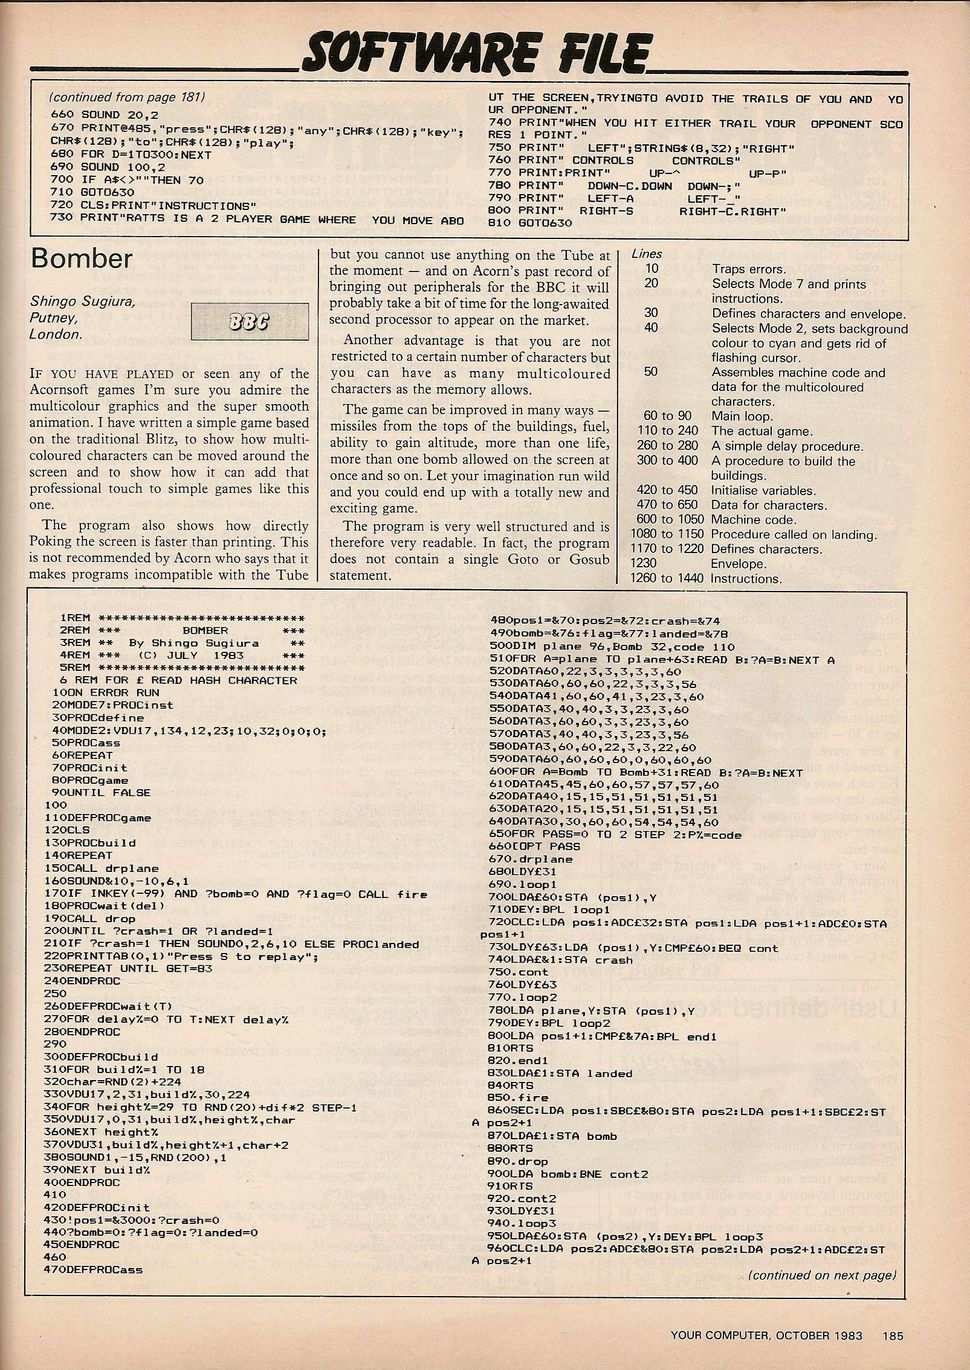 SOFTWARE FILE
(continued from page 181)
660 SOUND 20,2
670 PRINT@485,"press";CHR$(128);"any";CHR$(128);"key";
CHR$(128);"to";CHR$(128);"play";
680 FOR D=1TO300:NEXT
690 SOUND 100,2
700 IF A$<>""THEN 70
710 GOTO630
720 CLS:PRINT"INSTRUCTIONS"
730 PRINT"RATTS IS A 2 PLAYER GAME WHERE  YOU MOVE ABO
UT THE SCREEN,TRYINGTO AVOID THE TRAILS OF YOU AND  YO
UR OPPONENT."
740 PRINT"WHEN YOU HIT EITHER TRAIL YOUR  OPPONENT SCO
RES 1 POINT."
750 PRINT"   LEFT";STRING$(8,32);"RIGHT"
760 PRINT" CONTROLS     CONTROLS"
770 PRINT:PRINT"     UP-^         UP-P"
780 PRINT"   DOWN-C.DOWN  DOWN-;"
790 PRINT"   LEFT-A       LEFT-_"
800 PRINT"  RIGHT-S      RIGHT-C.RIGHT"
810 GOTO630
Bomber
Shingo Sugiura,
Putney,
London.
BBC
IF YOU HAVE PLAYED or seen any of the
Acornsoft games I'm sure you admire the
multicolour graphics and the super smooth
animation. I have written a simple game based
on the traditional Blitz, to show how multi-
coloured characters can be moved around the
screen and to show how it can add that
professional touch to simple games like this
one.
The program also shows how directly
Poking the screen is faster than printing. This
is not recommended by Acorn who says that it
makes programs incompatible with the Tube
but you cannot use anything on the Tube at
the moment — and on Acorn's past record of
bringing out peripherals for the BBC it will
probably take a bit of time for the long-awaited
second processor to appear on the market.
Another advantage is that you are not
restricted to a certain number of characters but
you can have as many multicoloured
characters as the memory allows.
The game can be improved in many ways —
missiles from the tops of the buildings, fuel,
ability to gain altitude, more than one life,
more than one bomb allowed on the screen at
once and so on. Let your imagination run wild
and you could end up with a totally new and
exciting game.
The program is very well structured and is
therefore very readable. In fact, the program
does not contain a single Goto or Gosub
statement.
Lines
10 Traps errors.
20 Selects Mode 7 and prints
instructions.
30 Defines characters and envelope.
40 Selects Mode 2, sets background
colour to cyan and gets rid of
flashing cursor.
50 Assembles machine code and
data for the multicoloured
characters.
60 to 90 Main loop.
110 to 240 The actual game.
260 to 280 A simple delay procedure.
300 to 400 A procedure to build the
buildings.
420 to 450 Initialise variables.
470 to 650 Data for characters.
600 to 1050 Machine code.
1080 to 1150 Procedure called on landing.
1170 to 1220 Defines characters.
1230 Envelope.
1260 to 1440 Instructions.
1REM ***************************
2REM ***        BOMBER       ***
3REM **  By Shingo Sugiura    **
4REM ***  (C) JULY  1983     ***
5REM ***************************
6 REM FOR £ READ HASH CHARACTER
10ON ERROR RUN
20MODE7:PROCinst
30PROCdefine
40MODE2:VDU17,134,12,23;10,32;0;0;0;
50PROCass
60REPEAT
70PROCinit
80PROCgame
90UNTIL FALSE
100
110DEFPROCgame
120CLS
130PROCbuild
140REPEAT
150CALL drplane
160SOUND&10,-10,6,1
170IF INKEY(-99) AND ?bomb=0 AND ?flag=0 CALL fire
180PROCwait(del)
190CALL drop
200UNTIL ?crash=1 OR ?landed=1
210IF ?crash=1 THEN SOUND0,2,6,10 ELSE PROClanded
220PRINTTAB(0,1)"Press S to replay";
230REPEAT UNTIL GET=83
240ENDPROC
250
260DEFPROCwait(T)
270FOR delay%=0 TO T:NEXT delay%
280ENDPROC
290
300DEFPROCbuild
310FOR build%=1 TO 18
320char=RND(2)+224
330VDU17,2,31,build%,30,224
340FOR height%=29 TO RND(20)+dif*2 STEP-1
350VDU17,0,31,build%,height%,char
360NEXT height%
370VDU31,build%,height%+1,char+2
380SOUND1,-15,RND(200),1
390NEXT build%
400ENDPROC
410
420DEFPROCinit
430!pos1=&3000:?crash=0
440?bomb=0:?flag=0:?landed=0
450ENDPROC
460
470DEFPROCass
480pos1=&70:pos2=&72:crash=&74
490bomb=&76:flag=&77:landed=&78
500DIM plane 96,Bomb 32,code 110
510FOR A=plane TO plane+63:READ B:?A=B:NEXT A
520DATA60,22,3,3,3,3,3,60
530DATA60,60,60,22,3,3,3,56
540DATA41,60,60,41,3,23,3,60
550DATA3,40,40,3,3,23,3,60
560DATA3,60,60,3,3,23,3,60
570DATA3,40,40,3,3,23,3,56
580DATA3,60,60,22,3,3,22,60
590DATA60,60,60,60,0,60,60,60
600FOR A=Bomb TO Bomb+31:READ B:?A=B:NEXT
610DATA45,45,60,60,57,57,57,60
620DATA40,15,15,51,51,51,51,51
630DATA20,15,15,51,51,51,51,51
640DATA30,30,60,60,54,54,54,60
650FOR PASS=0 TO 2 STEP 2:P%=code
660[OPT PASS
670.drplane
680LDY£31
690.loop1
700LDA£60:STA (pos1),Y
710DEY:BPL loop1
720CLC:LDA pos1:ADC£32:STA pos1:LDA pos1+1:ADC£0:STA
pos1+1
730LDY£63:LDA (pos1),Y:CMP£60:BEQ cont
740LDA£&1:STA crash
750.cont
760LDY£63
770.loop2
780LDA plane,Y:STA (pos1),Y
790DEY:BPL loop2
800LDA pos1+1:CMP£&7A:BPL end1
810RTS
820.end1
830LDA£1:STA landed
840RTS
850.fire
860SEC:LDA pos1:SBC£&80:STA pos2:LDA pos1+1:SBC£2:ST
A pos2+1
870LDA£1:STA bomb
880RTS
890.drop
900LDA bomb:BNE cont2
910RTS
920.cont2
930LDY£31
940.loop3
950LDA£60:STA (pos2),Y:DEY:BPL loop3
960CLC:LDA pos2:ADC£&80:STA pos2:LDA pos2+1:ADC£2:ST
A pos2+1
(continued on next page)
YOUR COMPUTER, OCTOBER 1983 185